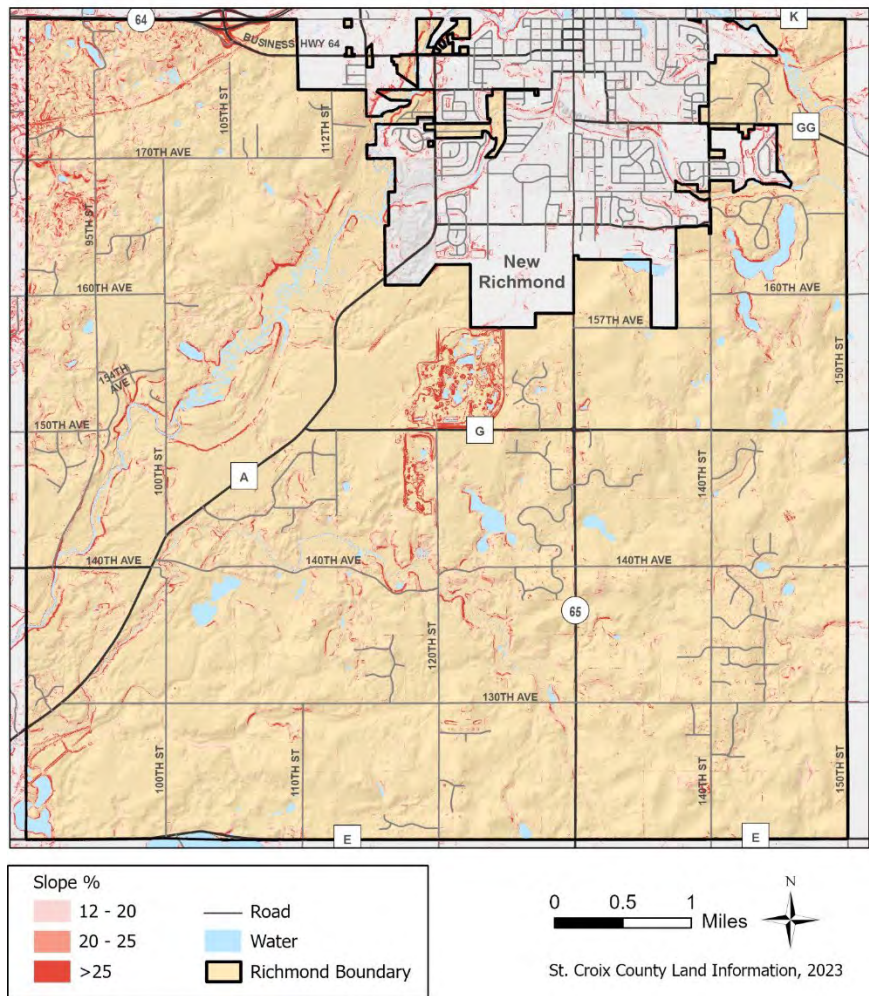 64
K
BUSINESS HWY 64
105TH ST
112TH ST
GG
170TH AVE
95TH ST
New
Richmond
160TH AVE
160TH AVE
157TH AVE
150TH ST
154TH
AVE
150TH AVE
G
100TH ST
A
140TH ST
140TH AVE
140TH AVE
140TH AVE
65
120TH ST
130TH AVE
100TH ST
110TH ST
140TH ST
150TH ST
E
E
Slope %
12 - 20
20 - 25
>25
Road
Water
Richmond Boundary
0 0.5 1
Miles
N
St. Croix County Land Information, 2023